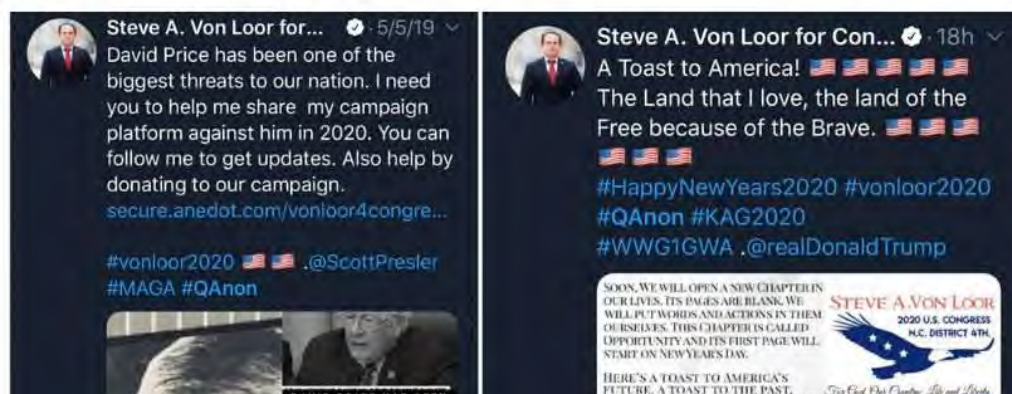 Steve A. Von Loor for... · 5/5/19
David Price has been one of the
biggest threats to our nation. I need
you to help me share my campaign
platform against him in 2020. You can
follow me to get updates. Also help by
donating to our campaign.
secure.anedot.com/vonloor4congre...
#vonloor2020 🇺🇸 🇺🇸 .@ScottPresler
#MAGA #QAnon
Steve A. Von Loor for Con... · 18h
A Toast to America! 🇺🇸 🇺🇸 🇺🇸 🇺🇸 🇺🇸
The Land that I love, the land of the
Free because of the Brave. 🇺🇸 🇺🇸 🇺🇸
🇺🇸 🇺🇸 🇺🇸
#HappyNewYears2020 #vonloor2020
#QAnon #KAG2020
#WWG1GWA .@realDonaldTrump
SOON, WE WILL OPEN A NEW CHAPTER IN
OUR LIVES. ITS PAGES ARE BLANK. WE
WILL PUT WORDS AND ACTIONS IN THEM
OURSELVES. THIS CHAPTER IS CALLED
OPPORTUNITY AND ITS FIRST PAGE WILL
START ON NEW YEAR'S DAY.
HERE'S A TOAST TO AMERICA'S
FUTURE, A TOAST TO THE PAST,
STEVE A. VON LOOR
2020 U.S. CONGRESS
N.C. DISTRICT 4TH.
For God, Our Country, Life and Liberty